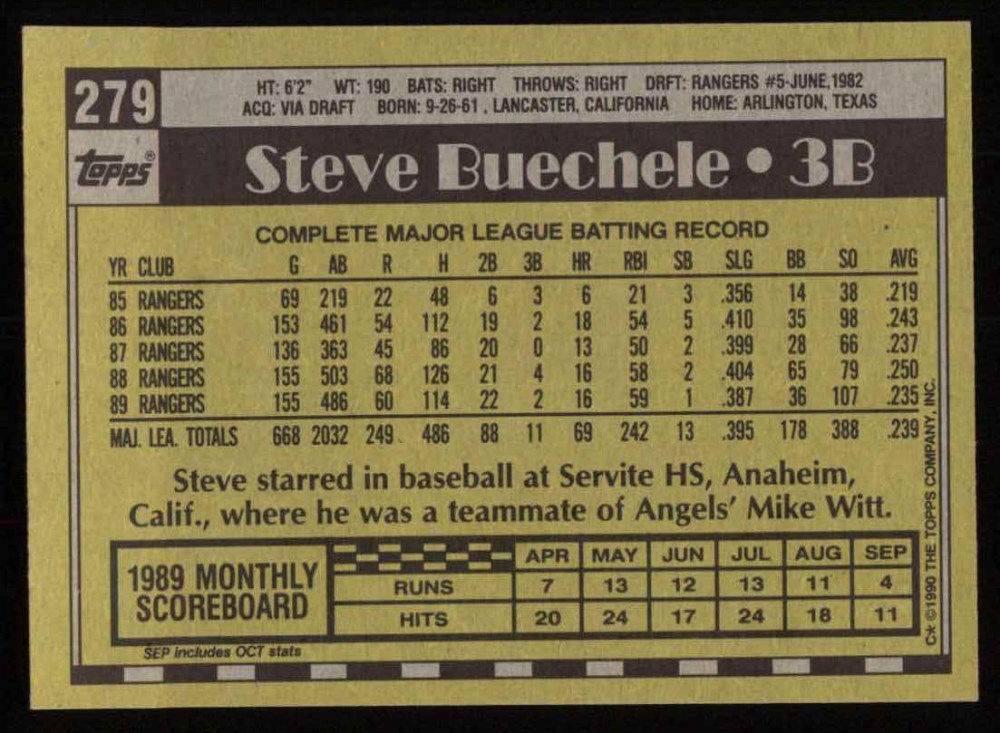 279
HT: 6'2" WT: 190 BATS: RIGHT THROWS: RIGHT DRFT: RANGERS #5-JUNE,1982
ACQ: VIA DRAFT BORN: 9-26-61, LANCASTER, CALIFORNIA HOME: ARLINGTON, TEXAS
topps®
Steve Buechele • 3B
COMPLETE MAJOR LEAGUE BATTING RECORD
YR CLUB G AB R H 2B 3B HR RBI SB SLG BB SO AVG
85 RANGERS 69 219 22 48 6 3 6 21 3 .356 14 38 .219
86 RANGERS 153 461 54 112 19 2 18 54 5 .410 35 98 .243
87 RANGERS 136 363 45 86 20 0 13 50 2 .399 28 66 .237
88 RANGERS 155 503 68 126 21 4 16 58 2 .404 65 79 .250
89 RANGERS 155 486 60 114 22 2 16 59 1 .387 36 107 .235
MAJ. LEA. TOTALS 668 2032 249 486 88 11 69 242 13 .395 178 388 .239
Steve starred in baseball at Servite HS, Anaheim,
Calif., where he was a teammate of Angels' Mike Witt.
1989 MONTHLY
SCOREBOARD
APR MAY JUN JUL AUG SEP
RUNS 7 13 12 13 11 4
HITS 20 24 17 24 18 11
SEP includes OCT stats
C* ©1990 THE TOPPS COMPANY, INC.